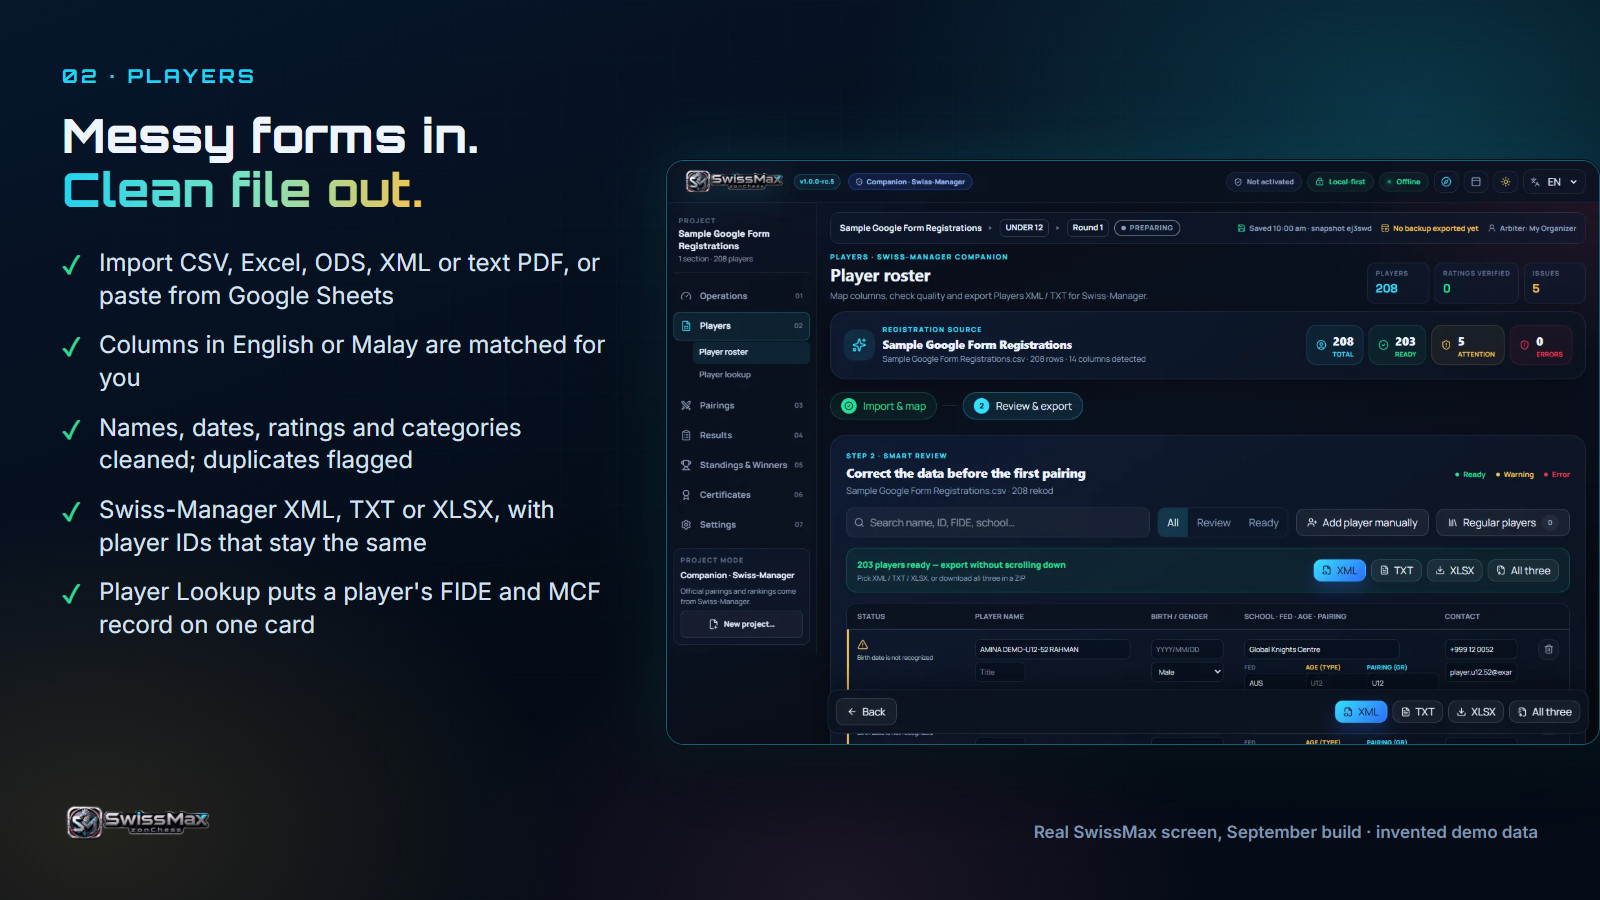 02 · PLAYERS
Messy forms in.
Clean file out.
✓ Import CSV, Excel, ODS, XML or text PDF, or
paste from Google Sheets
✓ Columns in English or Malay are matched for
you
✓ Names, dates, ratings and categories
cleaned; duplicates flagged
✓ Swiss-Manager XML, TXT or XLSX, with
player IDs that stay the same
✓ Player Lookup puts a player's FIDE and MCF
record on one card
SwissMax
zonChess
v1.0.0-rc.5
Companion · Swiss-Manager
Not activated
Local-first
Offline
EN
PROJECT
Sample Google Form
Registrations
1 section · 208 players
Operations 01
Players 02
Player roster
Player lookup
Pairings 03
Results 04
Standings & Winners 05
Certificates 06
Settings 07
PROJECT MODE
Companion · Swiss-Manager
Official pairings and rankings come
from Swiss-Manager.
New project...
Sample Google Form Registrations
UNDER 12
Round 1
PREPARING
Saved 10:00 am · snapshot ej3swd
No backup exported yet
Arbiter: My Organizer
PLAYERS · SWISS-MANAGER COMPANION
Player roster
Map columns, check quality and export Players XML / TXT for Swiss-Manager.
PLAYERS
208
RATINGS VERIFIED
0
ISSUES
5
REGISTRATION SOURCE
Sample Google Form Registrations
Sample Google Form Registrations.csv · 208 rows · 14 columns detected
208
TOTAL
203
READY
5
ATTENTION
0
ERRORS
Import & map
2 Review & export
STEP 2 · SMART REVIEW
Correct the data before the first pairing
Sample Google Form Registrations.csv · 208 rekod
Ready
Warning
Error
Search name, ID, FIDE, school...
All
Review
Ready
Add player manually
Regular players 0
203 players ready — export without scrolling down
Pick XML / TXT / XLSX, or download all three in a ZIP
XML
TXT
XLSX
All three
STATUS
PLAYER NAME
BIRTH / GENDER
SCHOOL · FED · AGE · PAIRING
CONTACT
Birth date is not recognized
AMINA DEMO-U12-52 RAHMAN
Title
YYYY/MM/DD
Male
Global Knights Centre
FED
AGE (TYPE)
PAIRING (GR)
AUS
U12
U12
+999 12 0052
player.u12.52@exar
Back
XML
TXT
XLSX
All three
FED
AGE (TYPE)
PAIRING (GR)
SwissMax
zonChess
Real SwissMax screen, September build · invented demo data